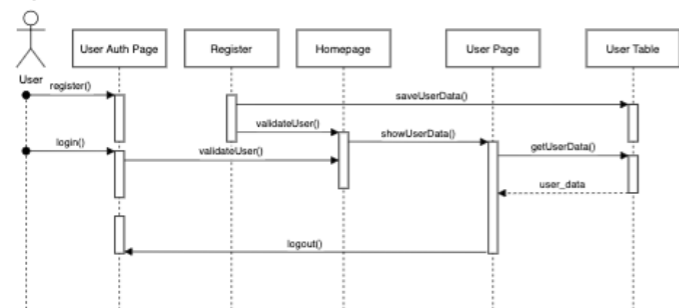 User Auth Page
Register
Homepage
User Page
User Table
User
register()
saveUserData()
validateUser()
showUserData()
login()
validateUser()
getUserData()
user_data
logout()